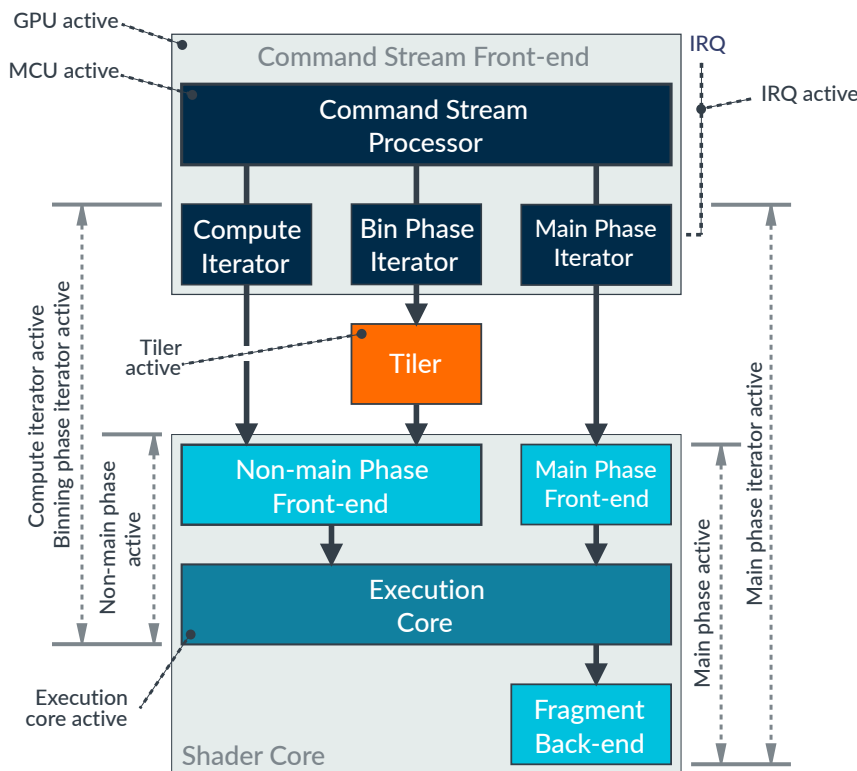 GPU active
MCU active
Command Stream Front-end
IRQ
IRQ active
Command Stream
Processor
Compute
Iterator
Bin Phase
Iterator
Main Phase
Iterator
Tiler
active
Tiler
Compute iterator active
Binning phase iterator active
Non-main phase
active
Non-main Phase
Front-end
Main Phase
Front-end
Main phase active
Main phase iterator active
Execution
Core
Execution
core active
Fragment
Back-end
Shader Core